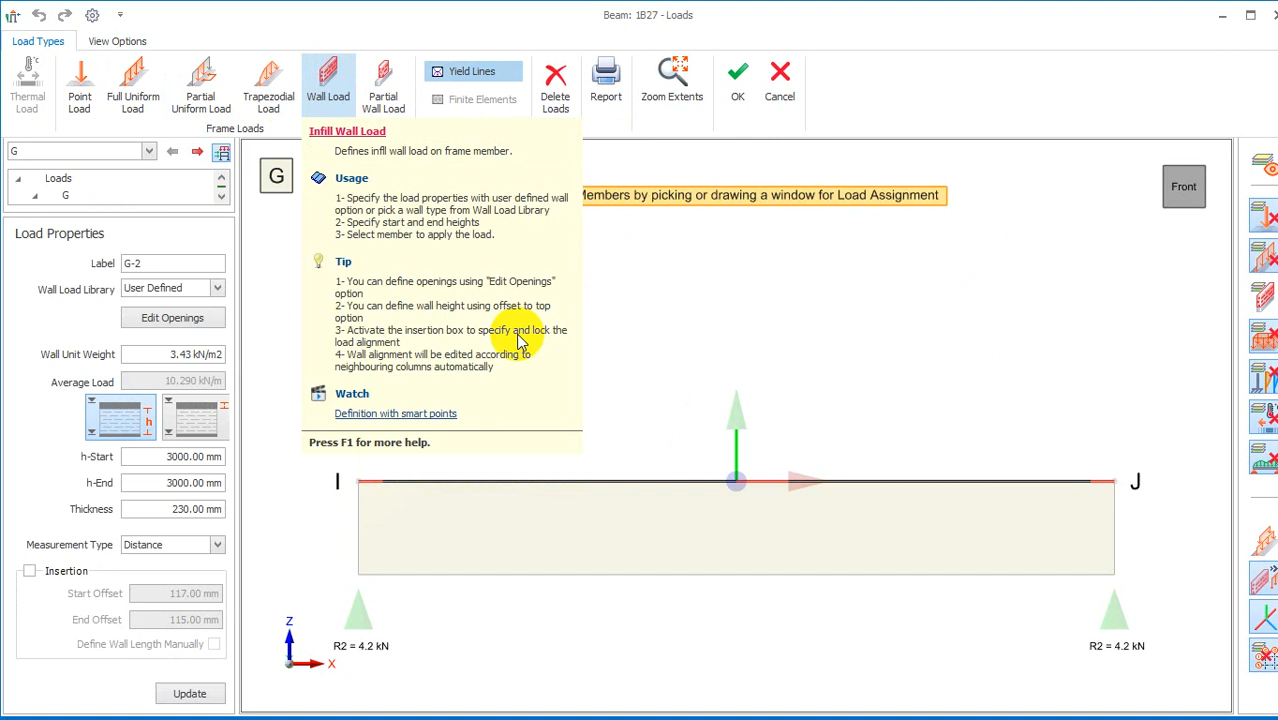 Beam: 1B27 - Loads
Load Types
View Options
Thermal
Load
Point
Load
Full Uniform
Load
Partial
Uniform Load
Trapezodial
Load
Wall Load
Partial
Wall Load
Yield Lines
Finite Elements
Delete
Loads
Report
Zoom Extents
OK
Cancel
Frame Loads
G
Loads
G
Load Properties
Label
G-2
Wall Load Library
User Defined
Edit Openings
Wall Unit Weight
3.43 kN/m2
Average Load
10.290 kN/m
h
h-Start
3000.00 mm
h-End
3000.00 mm
Thickness
230.00 mm
Measurement Type
Distance
Insertion
Start Offset
117.00 mm
End Offset
115.00 mm
Define Wall Length Manually
Update
Infill Wall Load
Defines infll wall load on frame member.
Usage
1- Specify the load properties with user defined wall
option or pick a wall type from Wall Load Library
2- Specify start and end heights
3- Select member to apply the load.
Tip
1- You can define openings using "Edit Openings"
option
2- You can define wall height using offset to top
option
3- Activate the insertion box to specify and lock the
load alignment
4- Wall alignment will be edited according to
neighbouring columns automatically
Watch
Definition with smart points
Press F1 for more help.
G
Members by picking or drawing a window for Load Assignment
Front
I
J
R2 = 4.2 kN
R2 = 4.2 kN
Z
X